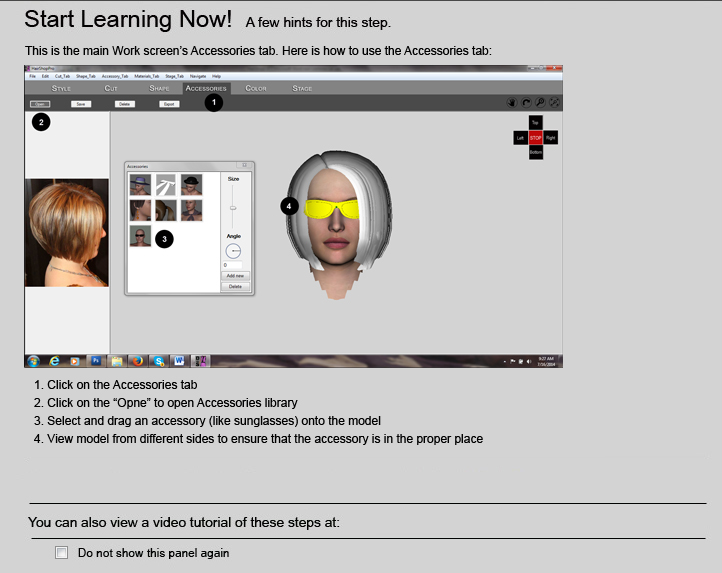 Start Learning Now! A few hints for this step.
This is the main Work screen's Accessories tab. Here is how to use the Accessories tab:
File Edit Cut_Tab Shape_Tab Accessory_Tab Materials_Tab Stage_Tab Navigate Help
STYLE CUT SHAPE ACCESSORIES COLOR STAGE
Open Save Delete Export 1
2
Top
Left STOP Right
Bottom
Accessories
Size
4
3
Angle
0
Add new
Delete
9:27 AM
7/16/2014
1. Click on the Accessories tab
2. Click on the “Opne” to open Accessories library
3. Select and drag an accessory (like sunglasses) onto the model
4. View model from different sides to ensure that the accessory is in the proper place
You can also view a video tutorial of these steps at:
Do not show this panel again